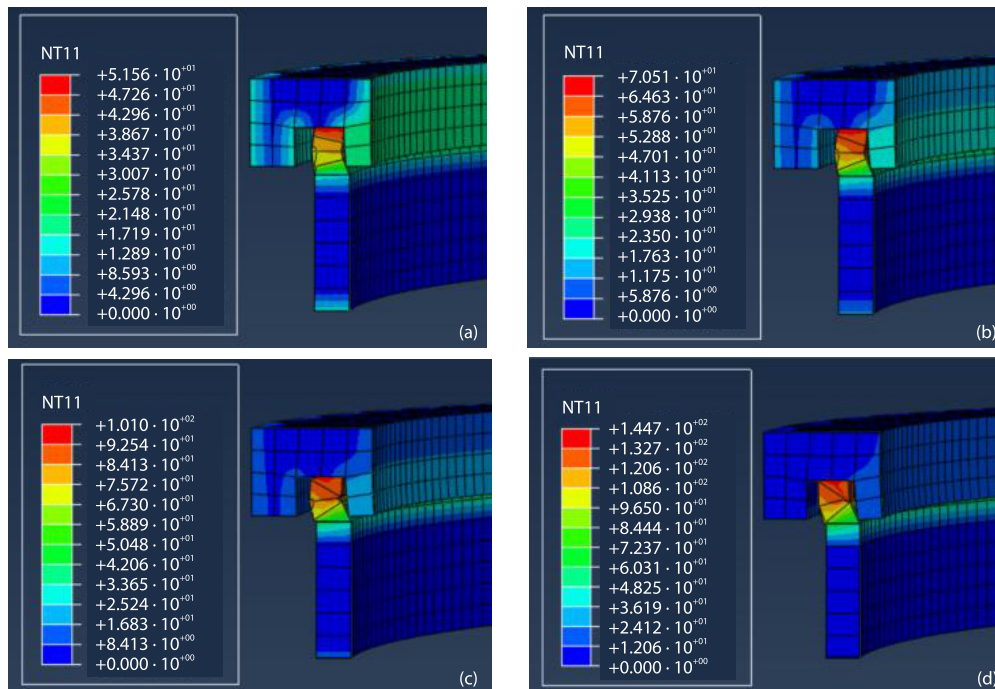 NT11
+5.156 · 10⁺⁰¹
+4.726 · 10⁺⁰¹
+4.296 · 10⁺⁰¹
+3.867 · 10⁺⁰¹
+3.437 · 10⁺⁰¹
+3.007 · 10⁺⁰¹
+2.578 · 10⁺⁰¹
+2.148 · 10⁺⁰¹
+1.719 · 10⁺⁰¹
+1.289 · 10⁺⁰¹
+8.593 · 10⁺⁰⁰
+4.296 · 10⁺⁰⁰
+0.000 · 10⁺⁰⁰
(a)
NT11
+7.051 · 10⁺⁰¹
+6.463 · 10⁺⁰¹
+5.876 · 10⁺⁰¹
+5.288 · 10⁺⁰¹
+4.701 · 10⁺⁰¹
+4.113 · 10⁺⁰¹
+3.525 · 10⁺⁰¹
+2.938 · 10⁺⁰¹
+2.350 · 10⁺⁰¹
+1.763 · 10⁺⁰¹
+1.175 · 10⁺⁰¹
+5.876 · 10⁺⁰⁰
+0.000 · 10⁺⁰⁰
(b)
NT11
+1.010 · 10⁺⁰²
+9.254 · 10⁺⁰¹
+8.413 · 10⁺⁰¹
+7.572 · 10⁺⁰¹
+6.730 · 10⁺⁰¹
+5.889 · 10⁺⁰¹
+5.048 · 10⁺⁰¹
+4.206 · 10⁺⁰¹
+3.365 · 10⁺⁰¹
+2.524 · 10⁺⁰¹
+1.683 · 10⁺⁰¹
+8.413 · 10⁺⁰⁰
+0.000 · 10⁺⁰⁰
(c)
NT11
+1.447 · 10⁺⁰²
+1.327 · 10⁺⁰²
+1.206 · 10⁺⁰²
+1.086 · 10⁺⁰²
+9.650 · 10⁺⁰¹
+8.444 · 10⁺⁰¹
+7.237 · 10⁺⁰¹
+6.031 · 10⁺⁰¹
+4.825 · 10⁺⁰¹
+3.619 · 10⁺⁰¹
+2.412 · 10⁺⁰¹
+1.206 · 10⁺⁰¹
+0.000 · 10⁺⁰⁰
(d)